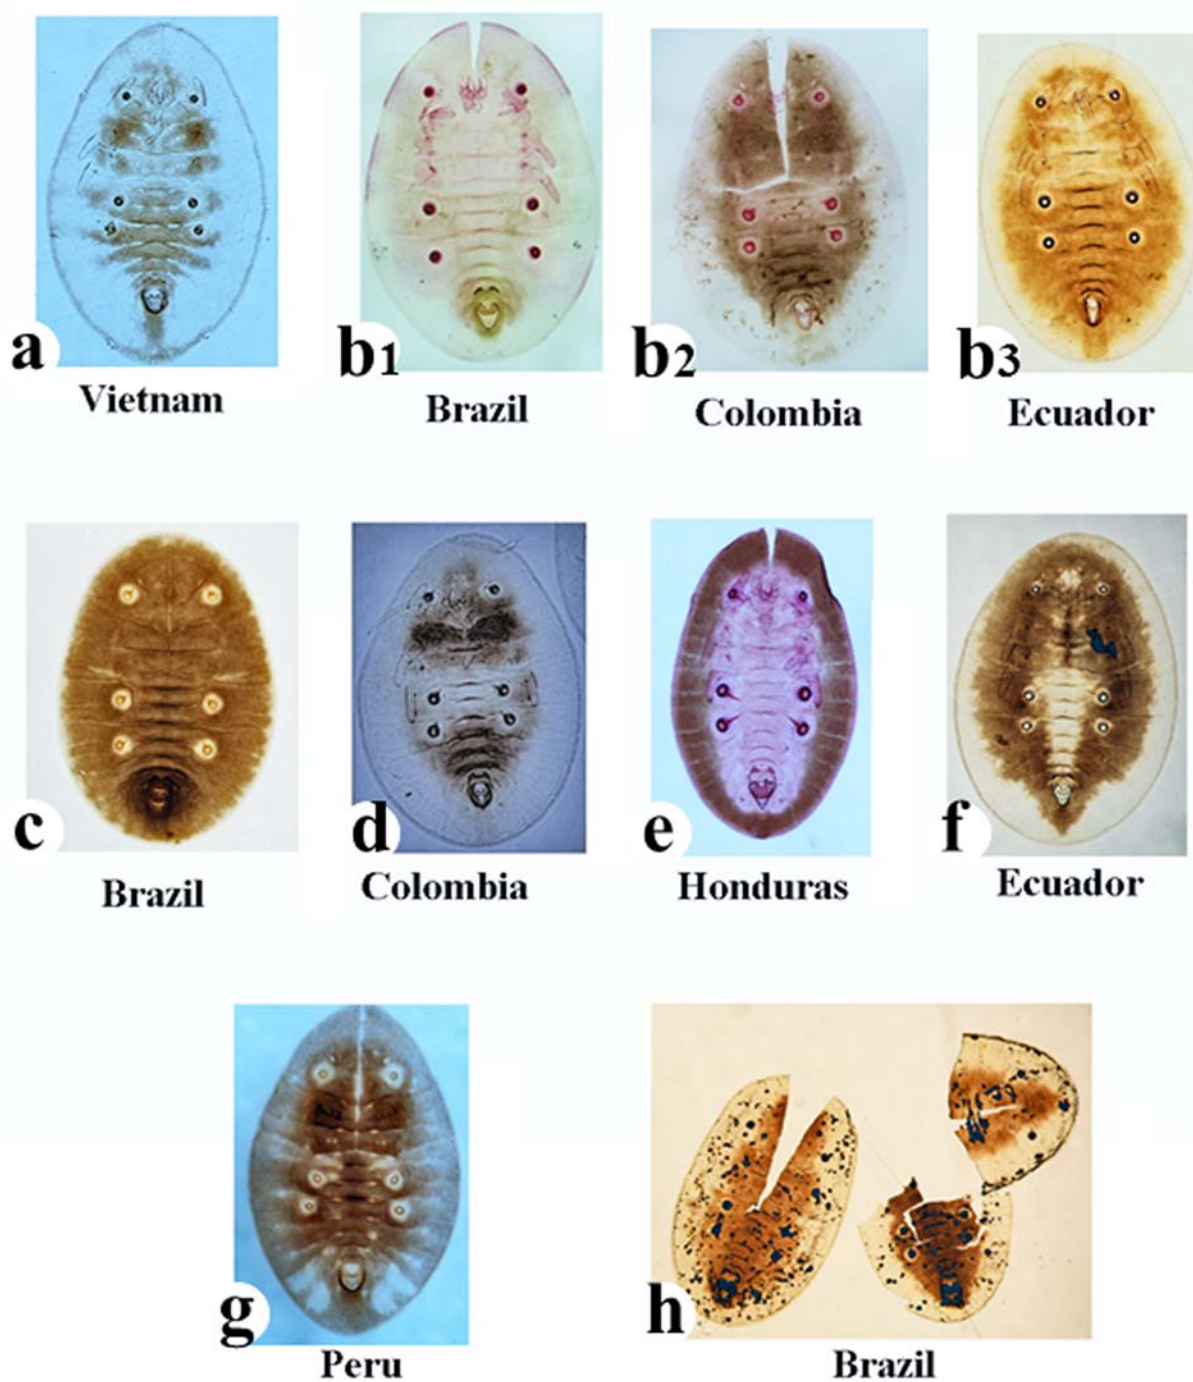 a
Vietnam
b1
Brazil
b2
Colombia
b3
Ecuador
c
Brazil
d
Colombia
e
Honduras
f
Ecuador
g
Peru
h
Brazil